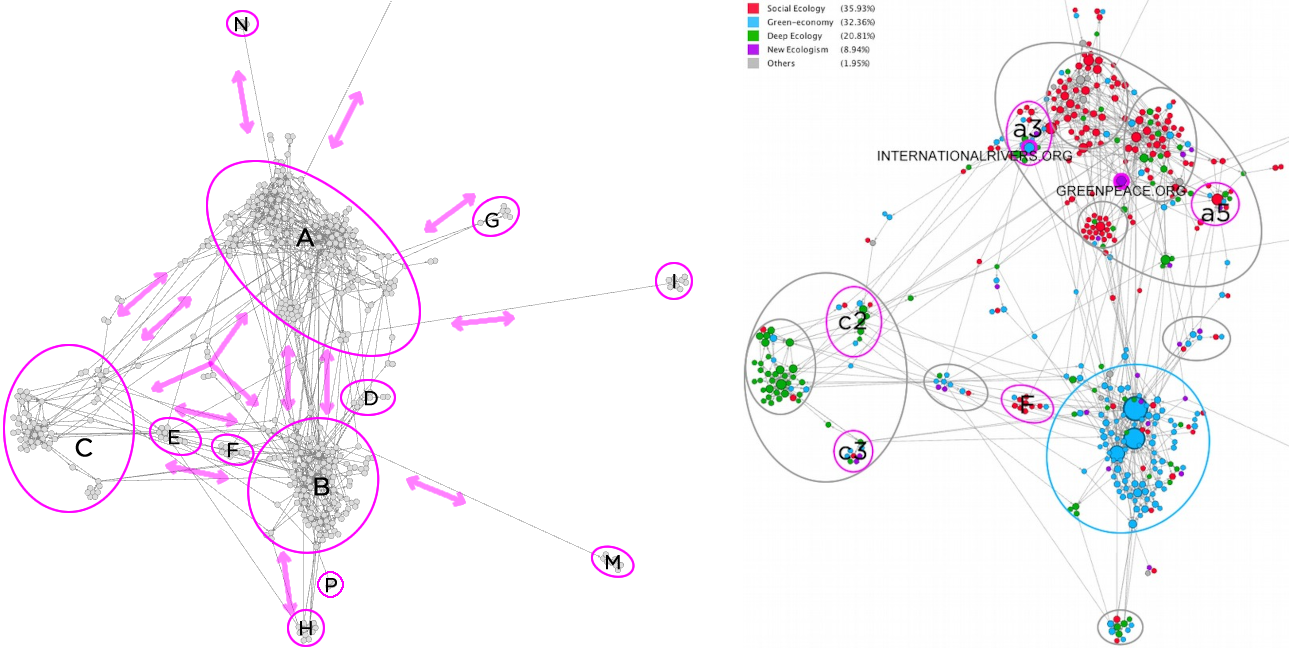 N
A
G
I
D
C
E
F
B
M
P
H
Social Ecology (35.93%)
Green-economy (32.36%)
Deep Ecology (20.81%)
New Ecologism (8.94%)
Others (1.95%)
a3
INTERNATIONALRIVERS.ORG
GREENPEACE.ORG
a5
c2
F
c3